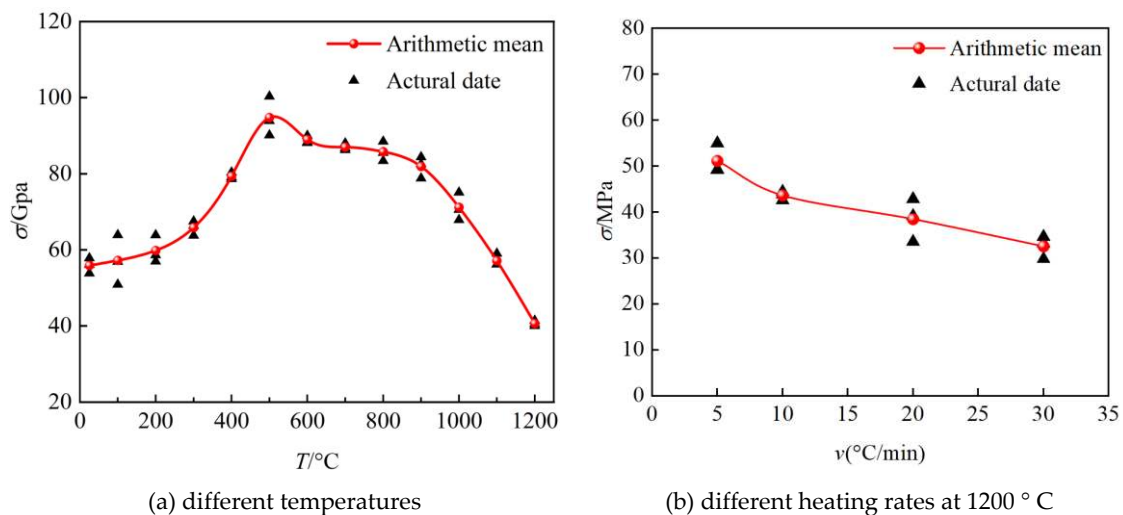 120
100
80
60
40
20
σ/Gpa
Arithmetic mean
Actural date
0 200 400 600 800 1000 1200
T/°C
(a) different temperatures
80
70
60
50
40
30
20
10
0
σ/MPa
Arithmetic mean
Actural date
0 5 10 15 20 25 30 35
v(°C/min)
(b) different heating rates at 1200 ° C